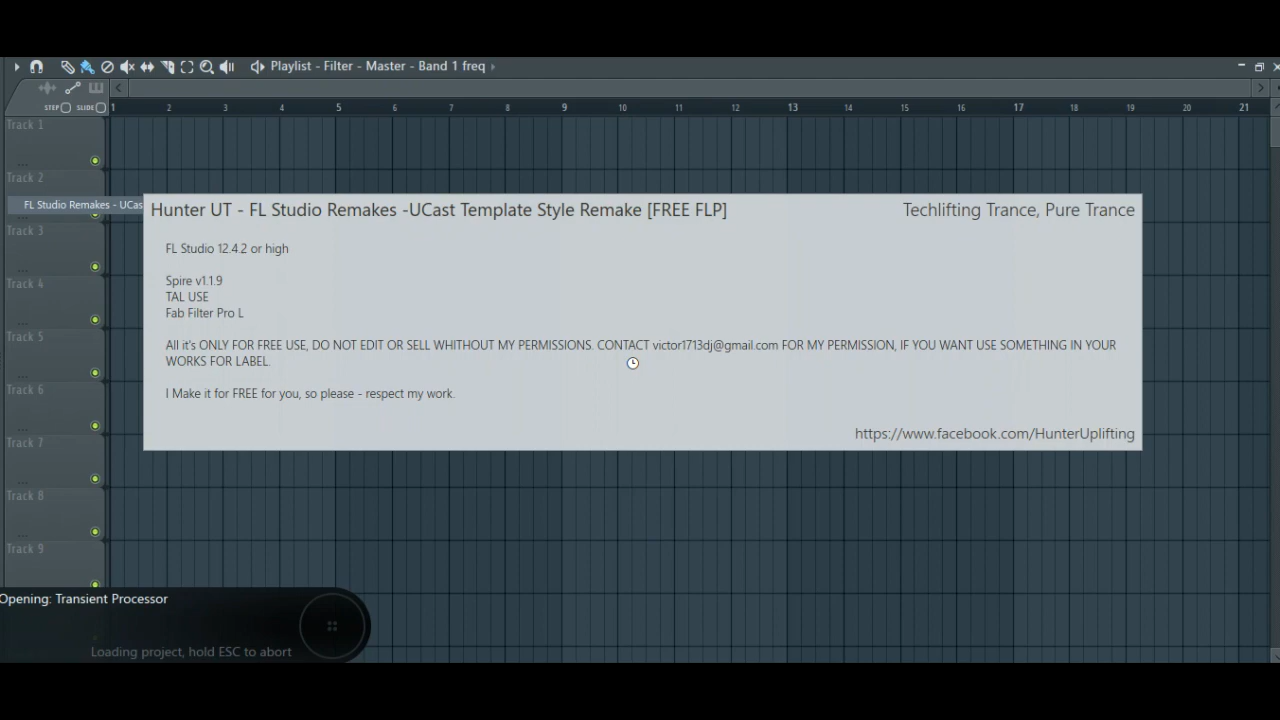 Playlist - Filter - Master - Band 1 freq
STEP SLIDE 1 2 3 4 5 6 7 8 9 10 11 12 13 14 15 16 17 18 19 20 21
Track 1
...
Track 2
FL Studio Remakes - UCas
Hunter UT - FL Studio Remakes -UCast Template Style Remake [FREE FLP] Techlifting Trance, Pure Trance
Track 3
FL Studio 12.4.2 or high
...
Track 4
Spire v1.1.9
TAL USE
Fab Filter Pro L
...
Track 5
All it's ONLY FOR FREE USE, DO NOT EDIT OR SELL WHITHOUT MY PERMISSIONS. CONTACT victor1713dj@gmail.com FOR MY PERMISSION, IF YOU WANT USE SOMETHING IN YOUR
WORKS FOR LABEL.
...
Track 6
I Make it for FREE for you, so please - respect my work.
...
Track 7
https://www.facebook.com/HunterUplifting
...
Track 8
...
Track 9
Opening: Transient Processor
Loading project, hold ESC to abort